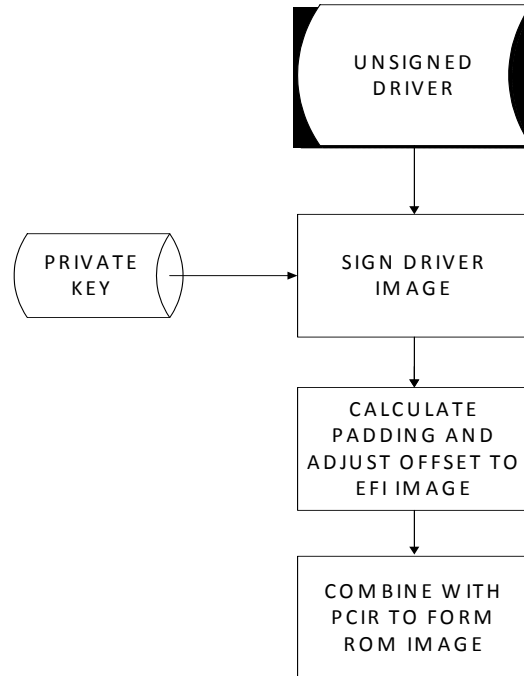 UNSIGNED
DRIVER
PRIVATE
KEY
SIGN DRIVER
IMAGE
CALCULATE
PADDING AND
ADJUST OFFSET TO
EFI IMAGE
COMBINE WITH
PCIR TO FORM
ROM IMAGE